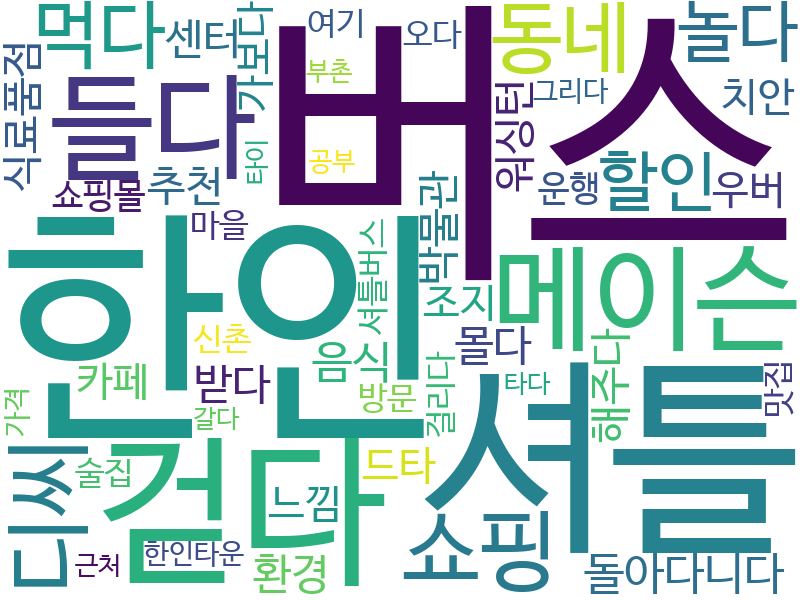 먹다
센터
가보다
여기
오다
동네
놀다
식료품점
들다
버스
부촌
그리다
치안
워싱턴
타이
공부
쇼핑몰
추천
박물관
운행
할인
우버
마을
한인
셔틀버스
조지
메이슨
신촌
음식
몰다
카페
받다
방문
걸리다
타다
해주다
맛집
가격
갈다
디씨
술집
걷다
느낌
드타
셔틀
쇼핑
근처
한인타운
환경
돌아다니다